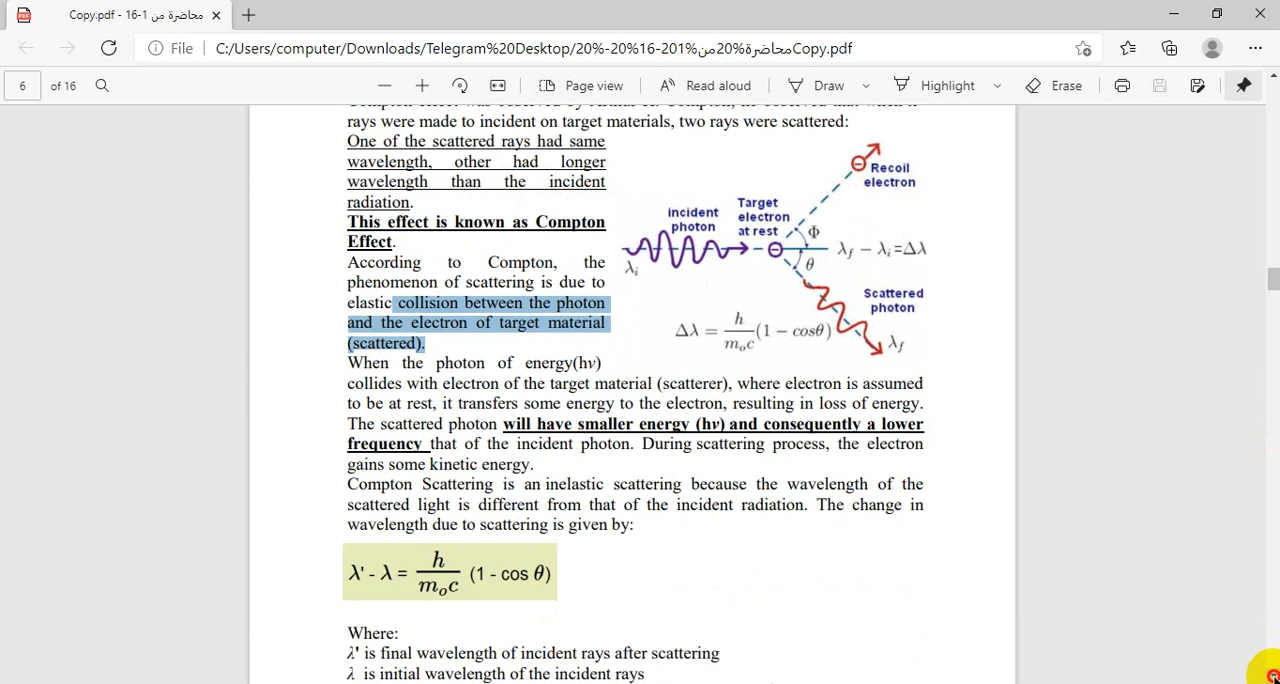 Copy.pdf - 16-1 محاضرة من
File
C:/Users/computer/Downloads/Telegram%20Desktop/20%-20%16-201%محاضرة%20منCopy.pdf
6 of 16
Page view
Read aloud
Draw
Highlight
Erase
rays were made to incident on target materials, two rays were scattered:
One of the scattered rays had same
wavelength, other had longer
wavelength than the incident
radiation.
This effect is known as Compton
Effect.
According to Compton, the
phenomenon of scattering is due to
elastic collision between the photon
and the electron of target material
(scattered).
When the photon of energy(hν)
incident
photon
λi
Target
electron
at rest
Recoil
electron
Φ
θ
λf − λi=Δλ
Scattered
photon
λf
Δλ = h/moc (1 − cosθ)
collides with electron of the target material (scatterer), where electron is assumed
to be at rest, it transfers some energy to the electron, resulting in loss of energy.
The scattered photon will have smaller energy (hν) and consequently a lower
frequency that of the incident photon. During scattering process, the electron
gains some kinetic energy.
Compton Scattering is an inelastic scattering because the wavelength of the
scattered light is different from that of the incident radiation. The change in
wavelength due to scattering is given by:
λ' - λ = h/moc (1 - cos θ)
Where:
λ' is final wavelength of incident rays after scattering
λ is initial wavelength of the incident rays